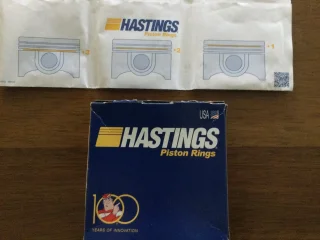 HASTINGS
Piston Rings
USA
HASTINGS
Piston Rings
100
YEARS OF INNOVATION